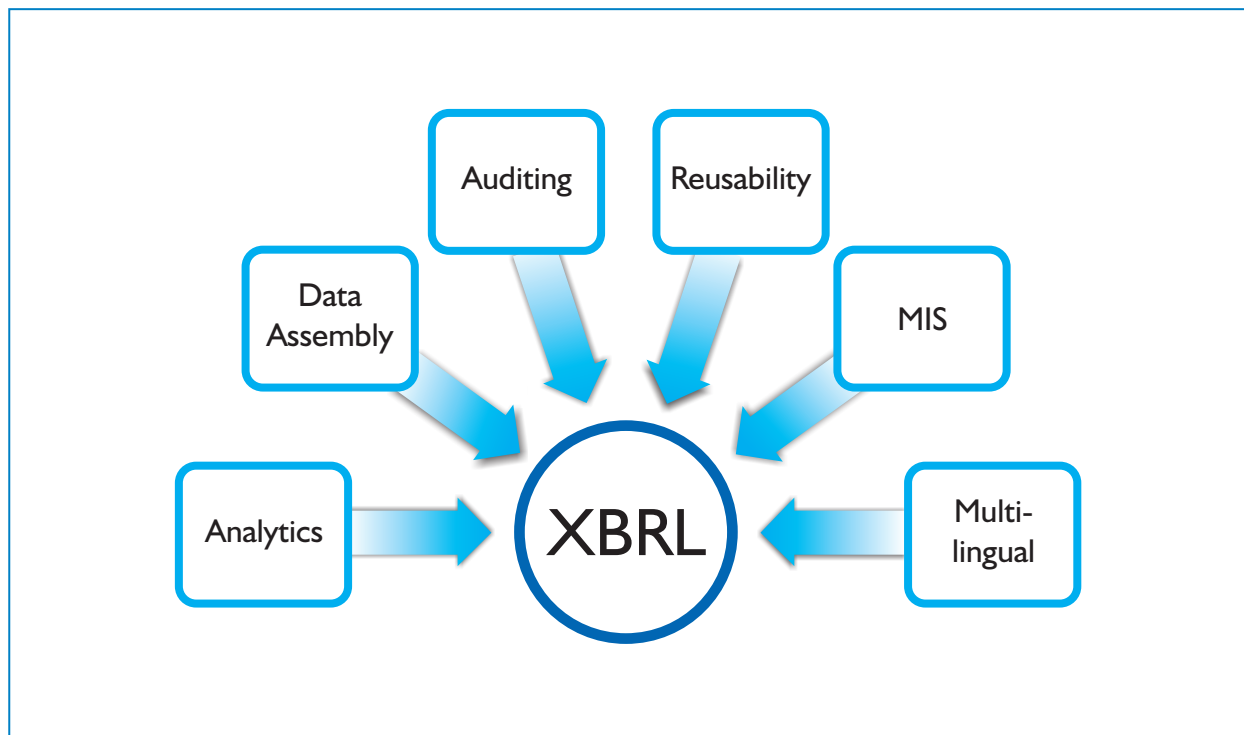 Auditing
Reusability
Data
Assembly
MIS
Analytics
XBRL
Multi-
lingual